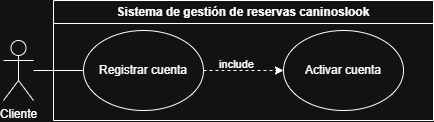 Sistema de gestión de reservas caninoslook
Registrar cuenta
include
Activar cuenta
Cliente